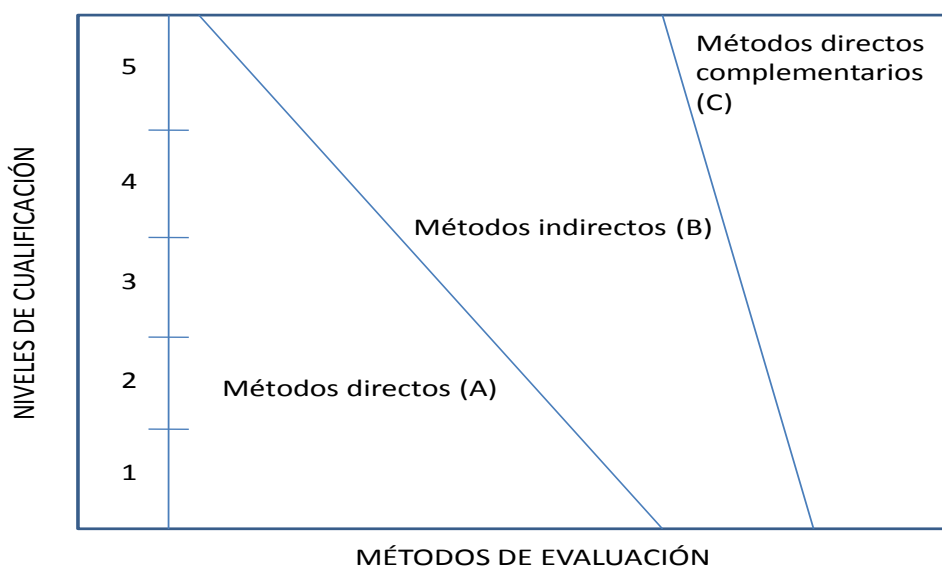 Métodos directos
complementarios
(C)
5
4
Métodos indirectos (B)
3
2
Métodos directos (A)
1
NIVELES DE CUALIFICACIÓN
MÉTODOS DE EVALUACIÓN